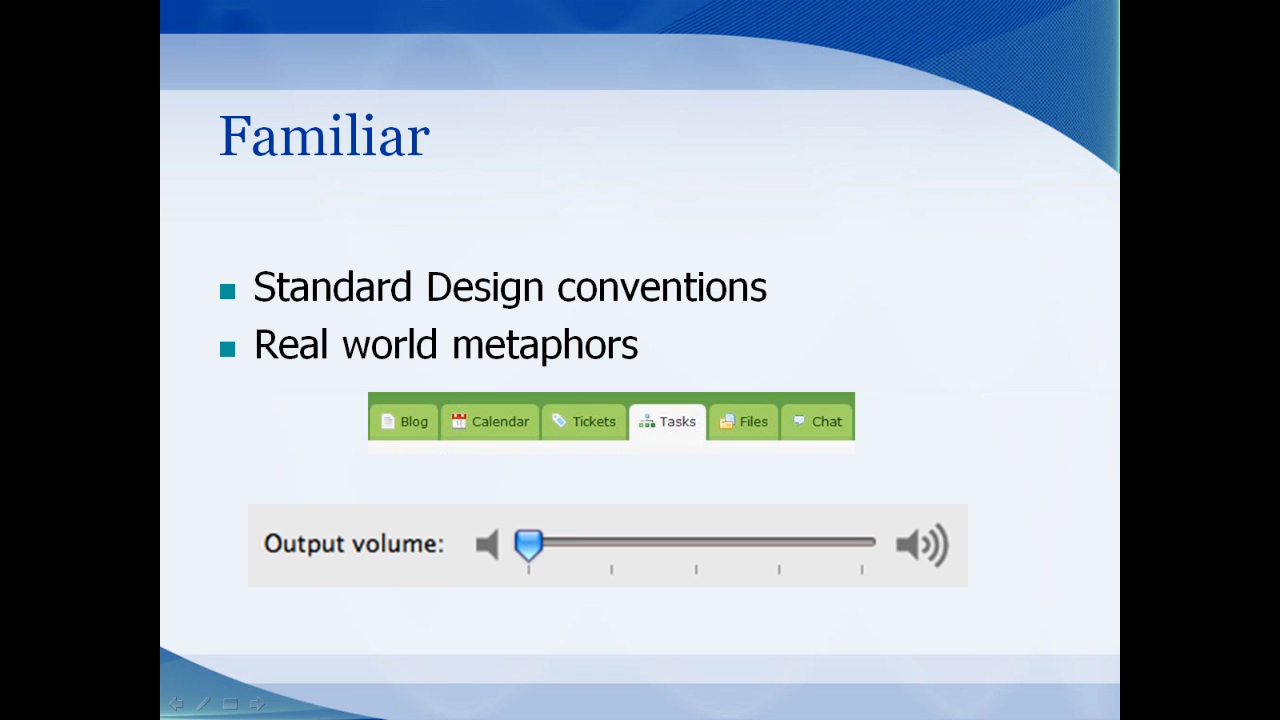 Familiar
Standard Design conventions
Real world metaphors
Blog Calendar Tickets Tasks Files Chat
Output volume: